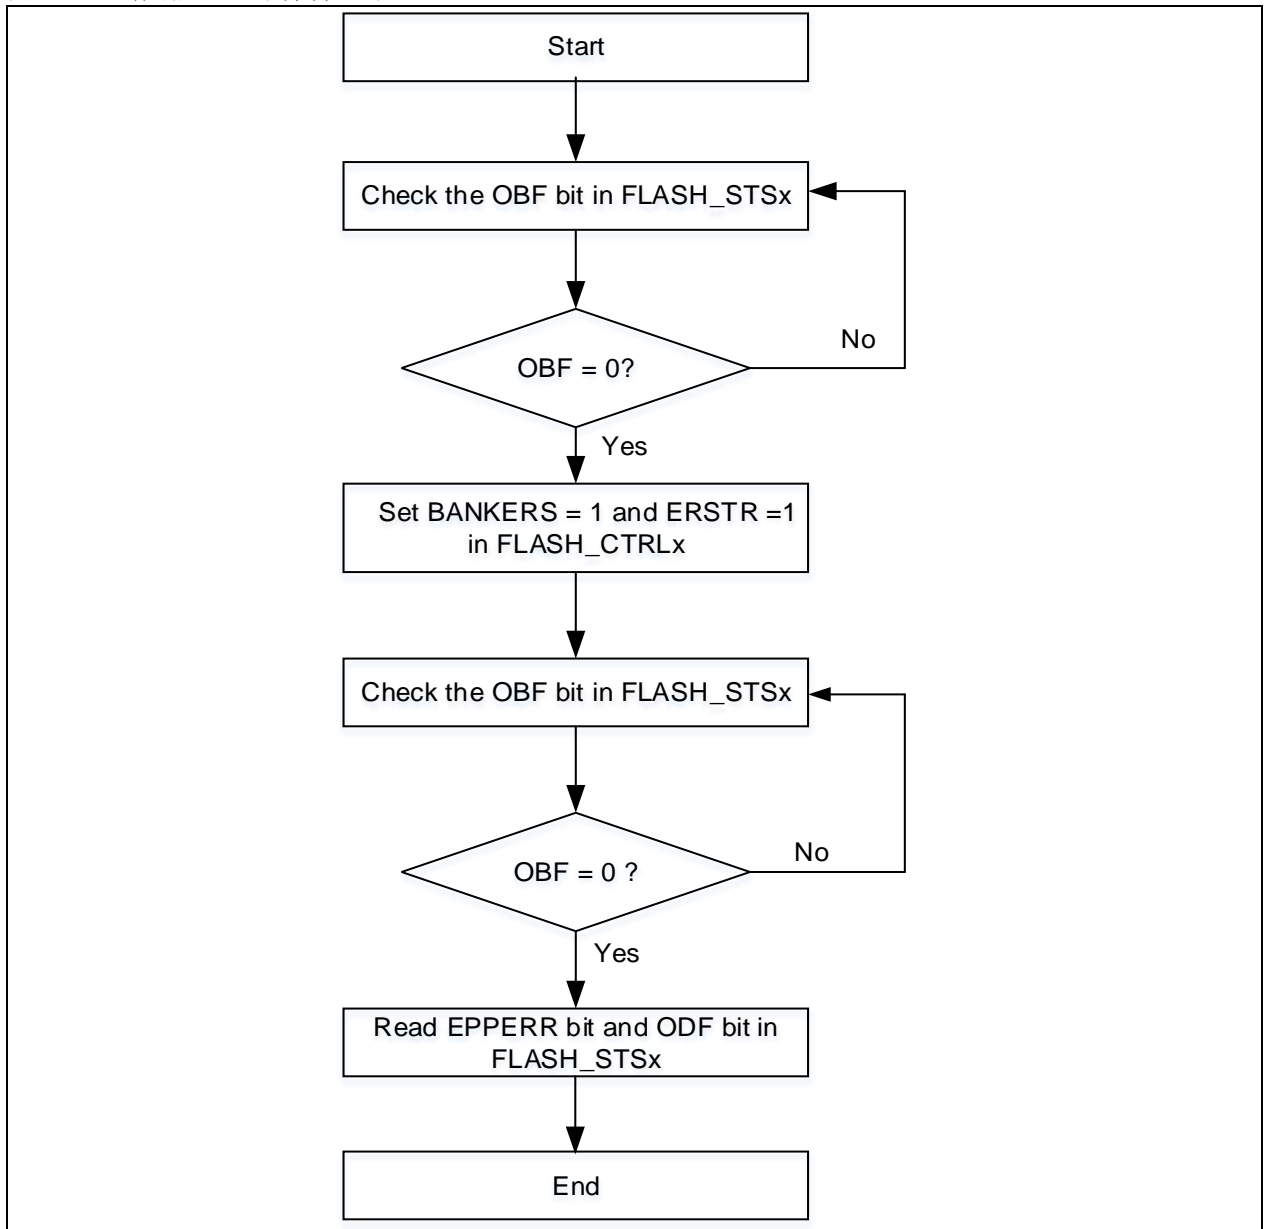 Start
Check the OBF bit in FLASH_STSx
OBF = 0?
No
Yes
Set BANKERS = 1 and ERSTR =1
in FLASH_CTRLx
Check the OBF bit in FLASH_STSx
OBF = 0 ?
No
Yes
Read EPPERR bit and ODF bit in
FLASH_STSx
End